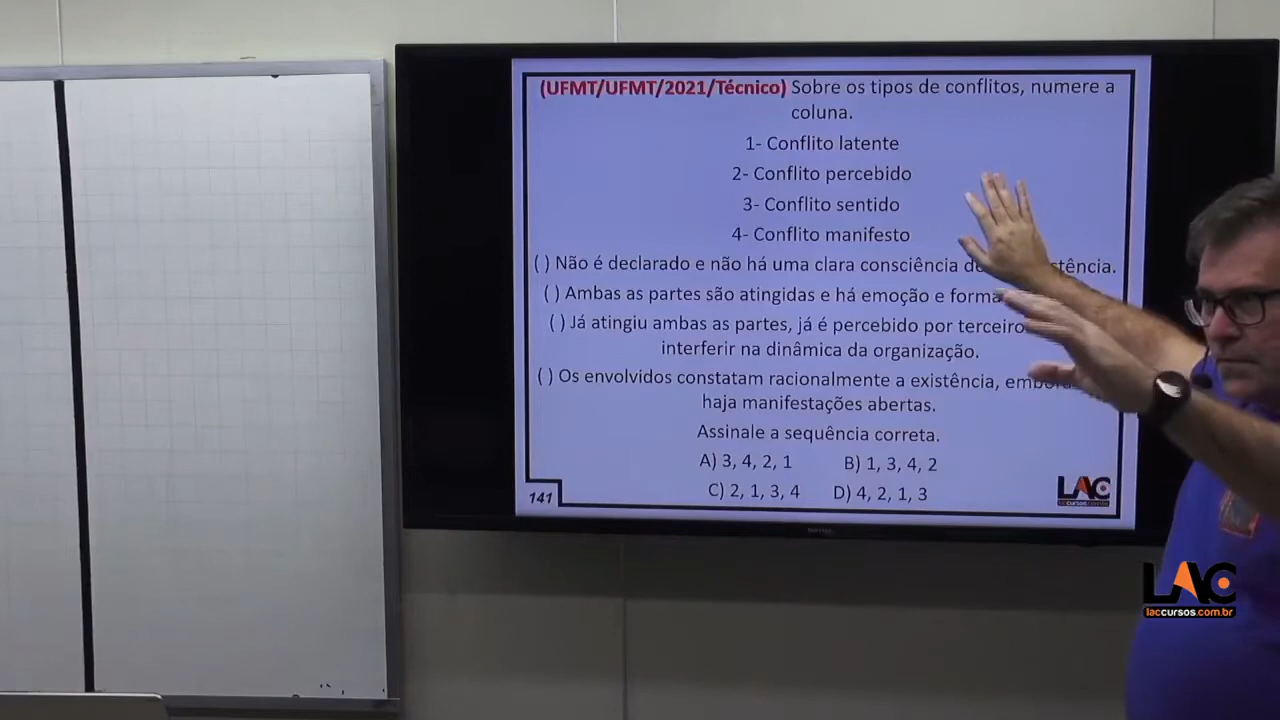 (UFMT/UFMT/2021/Técnico) Sobre os tipos de conflitos, numere a
coluna.
1- Conflito latente
2- Conflito percebido
3- Conflito sentido
4- Conflito manifesto
( ) Não é declarado e não há uma clara consciência
( ) Ambas as partes são atingidas e há emoção e
( ) Já atingiu ambas as partes, já é percebido por
interferir na dinâmica da organização.
( ) Os envolvidos constatam racionalmente a existência,
haja manifestações abertas.
Assinale a sequência correta.
A) 3, 4, 2, 1 B) 1, 3, 4, 2
C) 2, 1, 3, 4 D) 4, 2, 1, 3
141
LAC
laccursos.com.br
LAC
laccursos.com.br